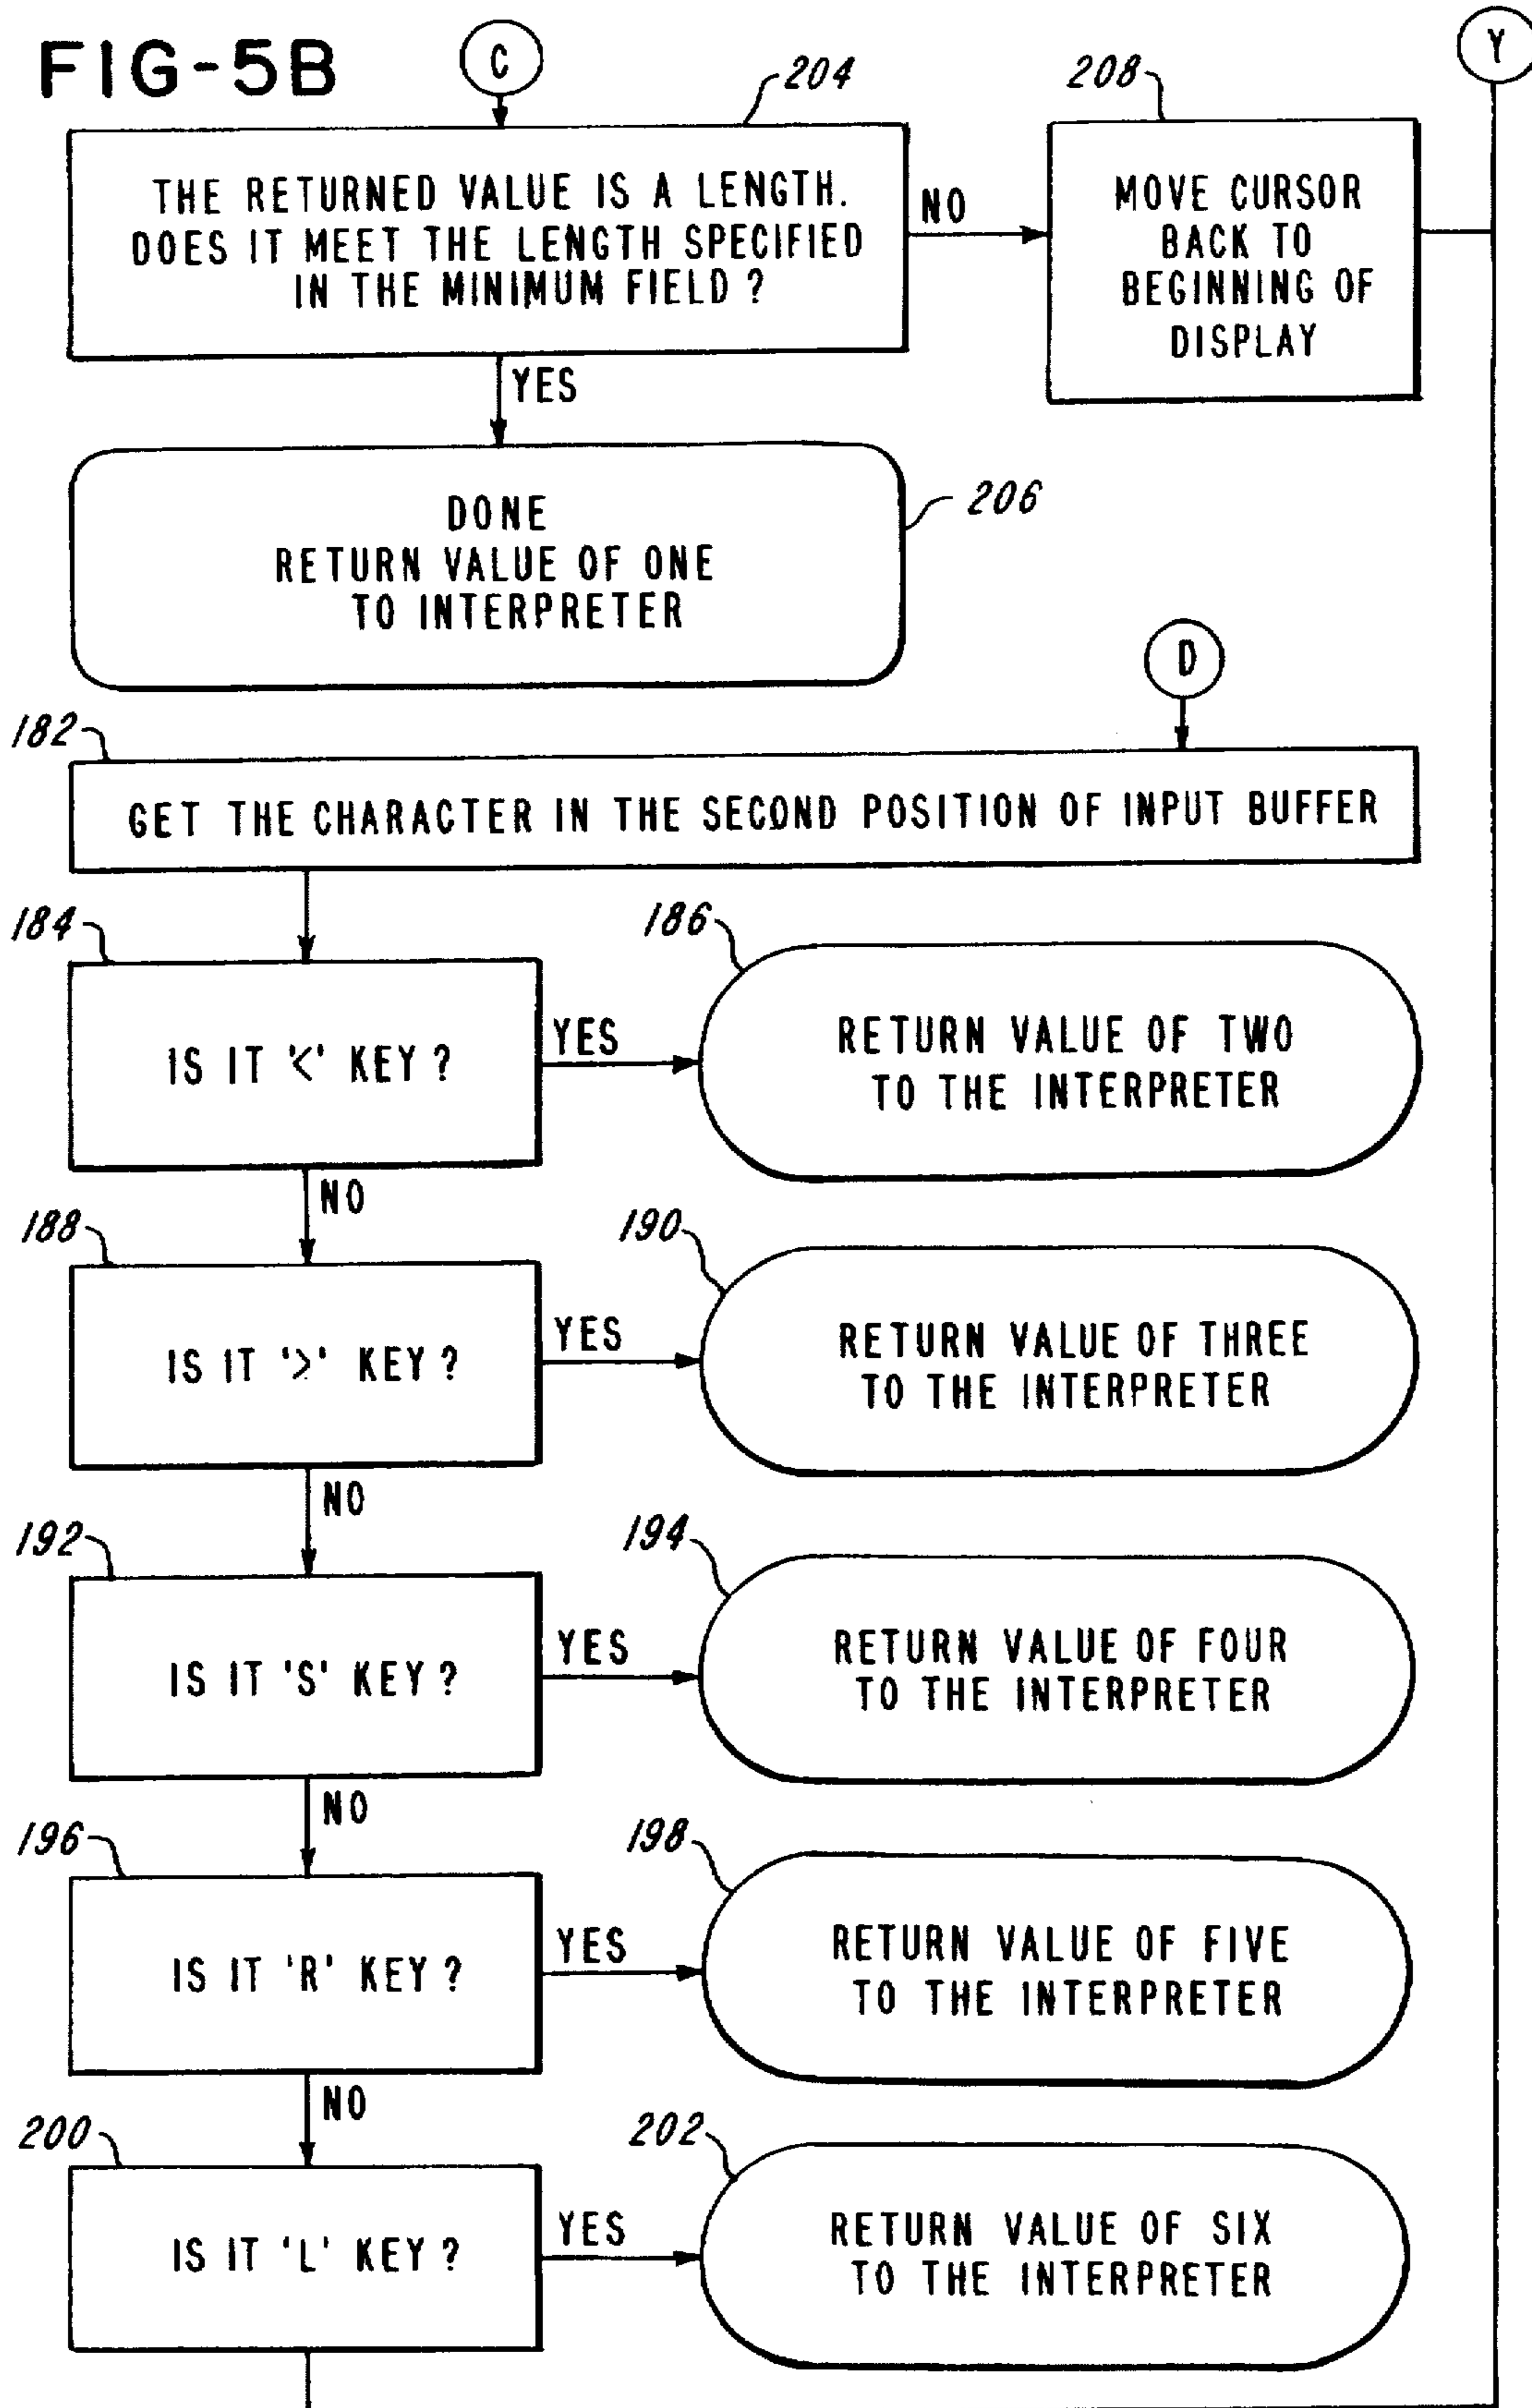 FIG-5B
C
Y
204
208
THE RETURNED VALUE IS A LENGTH.
DOES IT MEET THE LENGTH SPECIFIED
IN THE MINIMUM FIELD ?
NO
MOVE CURSOR
BACK TO
BEGINNING OF
DISPLAY
YES
DONE
RETURN VALUE OF ONE
TO INTERPRETER
206
D
182
GET THE CHARACTER IN THE SECOND POSITION OF INPUT BUFFER
184
IS IT '<' KEY ?
YES
186
RETURN VALUE OF TWO
TO THE INTERPRETER
NO
188
IS IT '>' KEY ?
YES
190
RETURN VALUE OF THREE
TO THE INTERPRETER
NO
192
IS IT 'S' KEY ?
YES
194
RETURN VALUE OF FOUR
TO THE INTERPRETER
NO
196
IS IT 'R' KEY ?
YES
198
RETURN VALUE OF FIVE
TO THE INTERPRETER
NO
200
IS IT 'L' KEY ?
YES
202
RETURN VALUE OF SIX
TO THE INTERPRETER